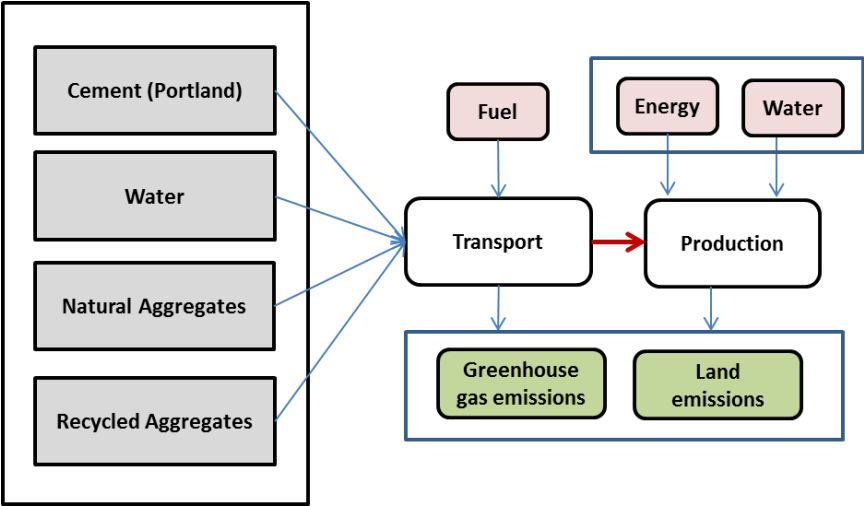 Cement (Portland)
Water
Natural Aggregates
Recycled Aggregates
Fuel
Energy
Water
Transport
Production
Greenhouse
gas emissions
Land
emissions